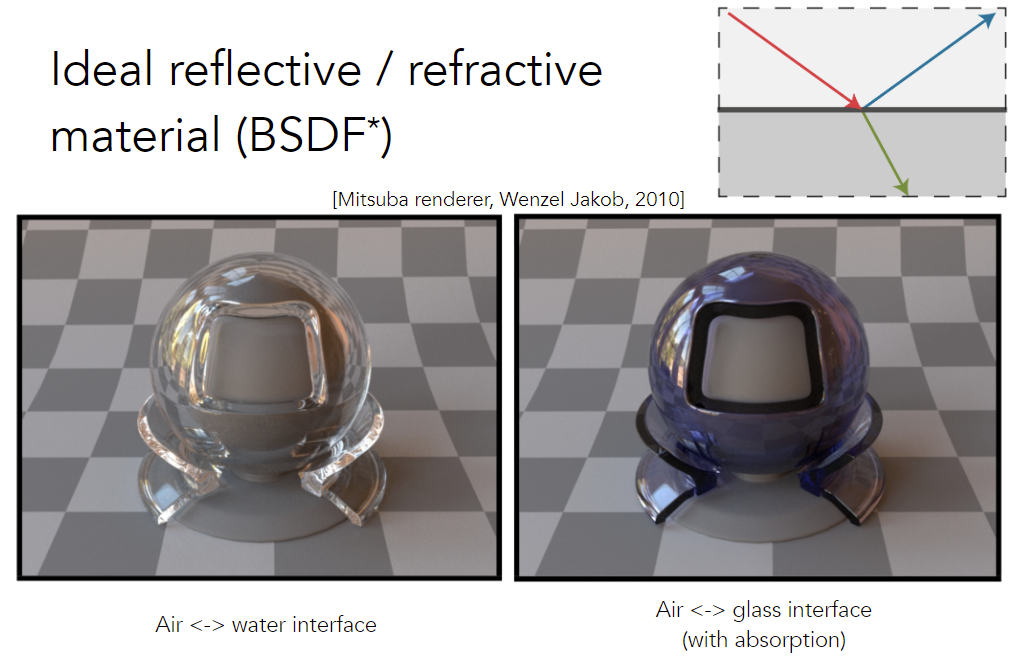 Ideal reflective / refractive
material (BSDF*)
[Mitsuba renderer, Wenzel Jakob, 2010]
Air <-> water interface
Air <-> glass interface
(with absorption)